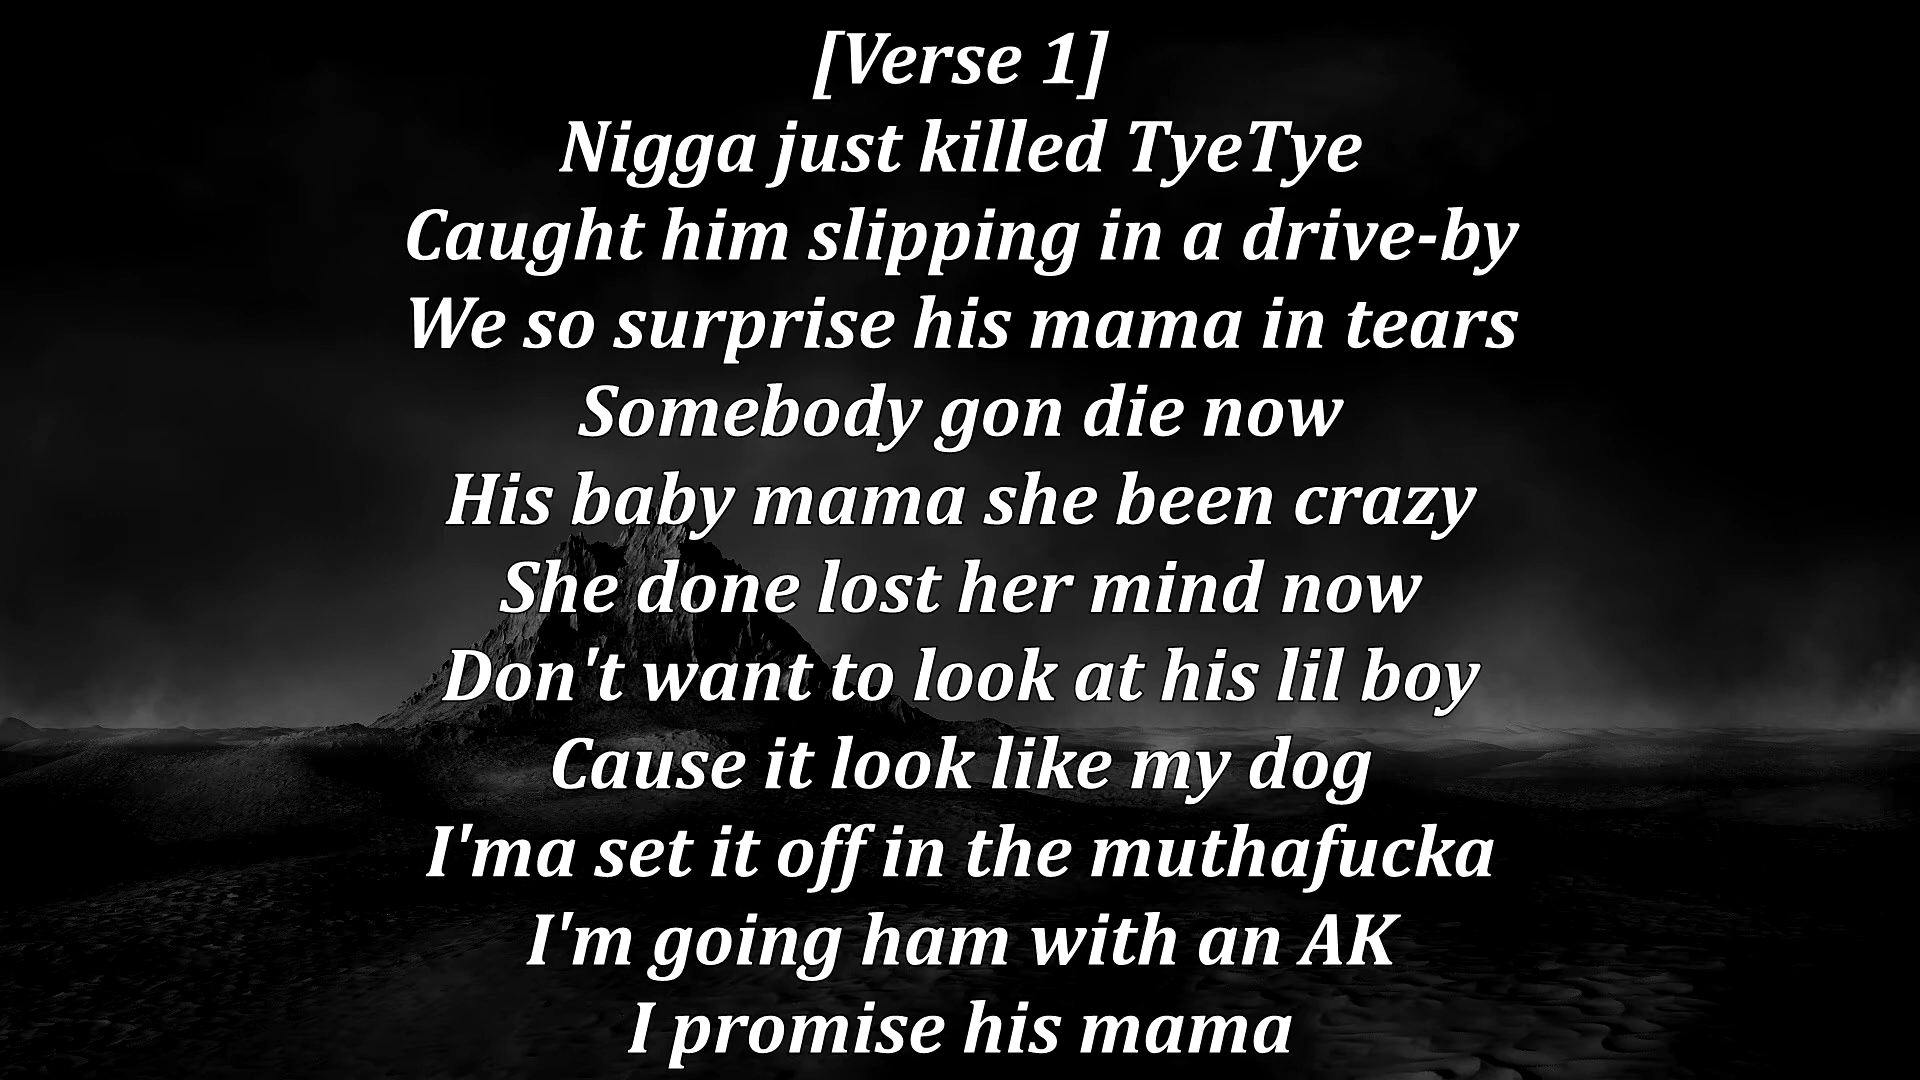 [Verse 1]
Nigga just killed TyeTye
Caught him slipping in a drive-by
We so surprise his mama in tears
Somebody gon die now
His baby mama she been crazy
She done lost her mind now
Don't want to look at his lil boy
Cause it look like my dog
I'ma set it off in the muthafucka
I'm going ham with an AK
I promise his mama